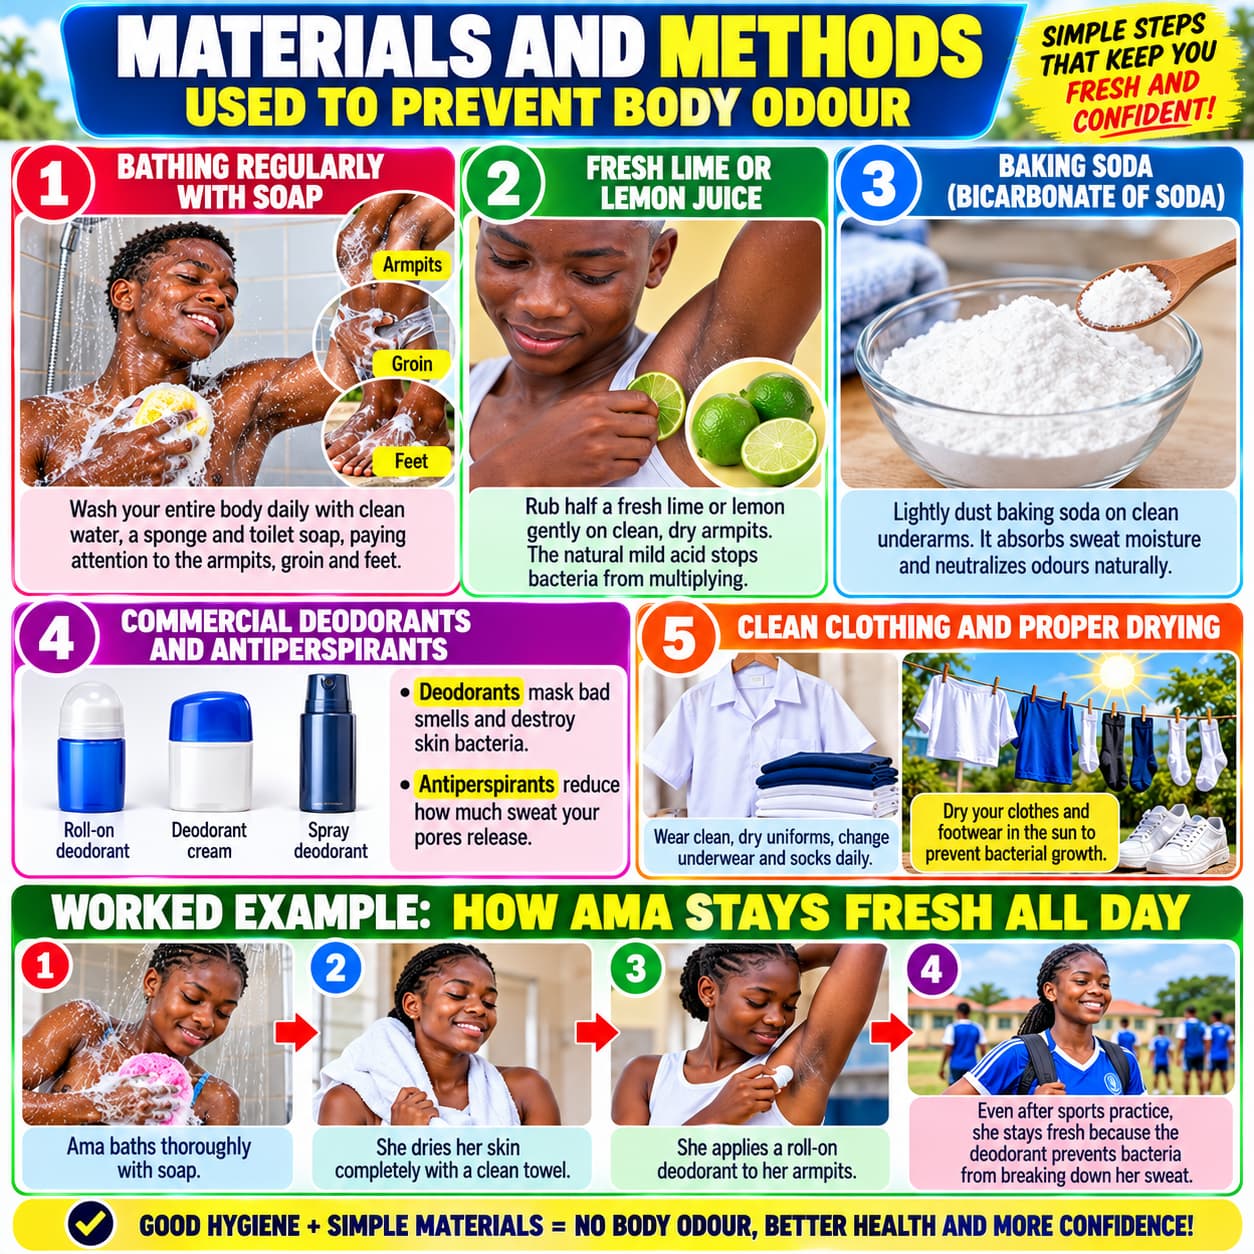 MATERIALS AND METHODS
USED TO PREVENT BODY ODOUR
SIMPLE STEPS
THAT KEEP YOU
FRESH AND
CONFIDENT!
1
BATHING REGULARLY
WITH SOAP
Armpits
Groin
Feet
Wash your entire body daily with clean
water, a sponge and toilet soap, paying
attention to the armpits, groin and feet.
2
FRESH LIME OR
LEMON JUICE
Rub half a fresh lime or lemon
gently on clean, dry armpits.
The natural mild acid stops
bacteria from multiplying.
3
BAKING SODA
(BICARBONATE OF SODA)
Lightly dust baking soda on clean
underarms. It absorbs sweat moisture
and neutralizes odours naturally.
4
COMMERCIAL DEODORANTS
AND ANTIPERSPIRANTS
Roll-on
deodorant
Deodorant
cream
Spray
deodorant
• Deodorants mask bad
smells and destroy
skin bacteria.
• Antiperspirants reduce
how much sweat your
pores release.
5
CLEAN CLOTHING AND PROPER DRYING
Wear clean, dry uniforms, change
underwear and socks daily.
Dry your clothes and
footwear in the sun to
prevent bacterial growth.
WORKED EXAMPLE: HOW AMA STAYS FRESH ALL DAY
1
Ama baths thoroughly
with soap.
2
She dries her skin
completely with a clean towel.
3
She applies a roll-on
deodorant to her armpits.
4
Even after sports practice,
she stays fresh because the
deodorant prevents bacteria
from breaking down her sweat.
GOOD HYGIENE + SIMPLE MATERIALS = NO BODY ODOUR, BETTER HEALTH AND MORE CONFIDENCE!